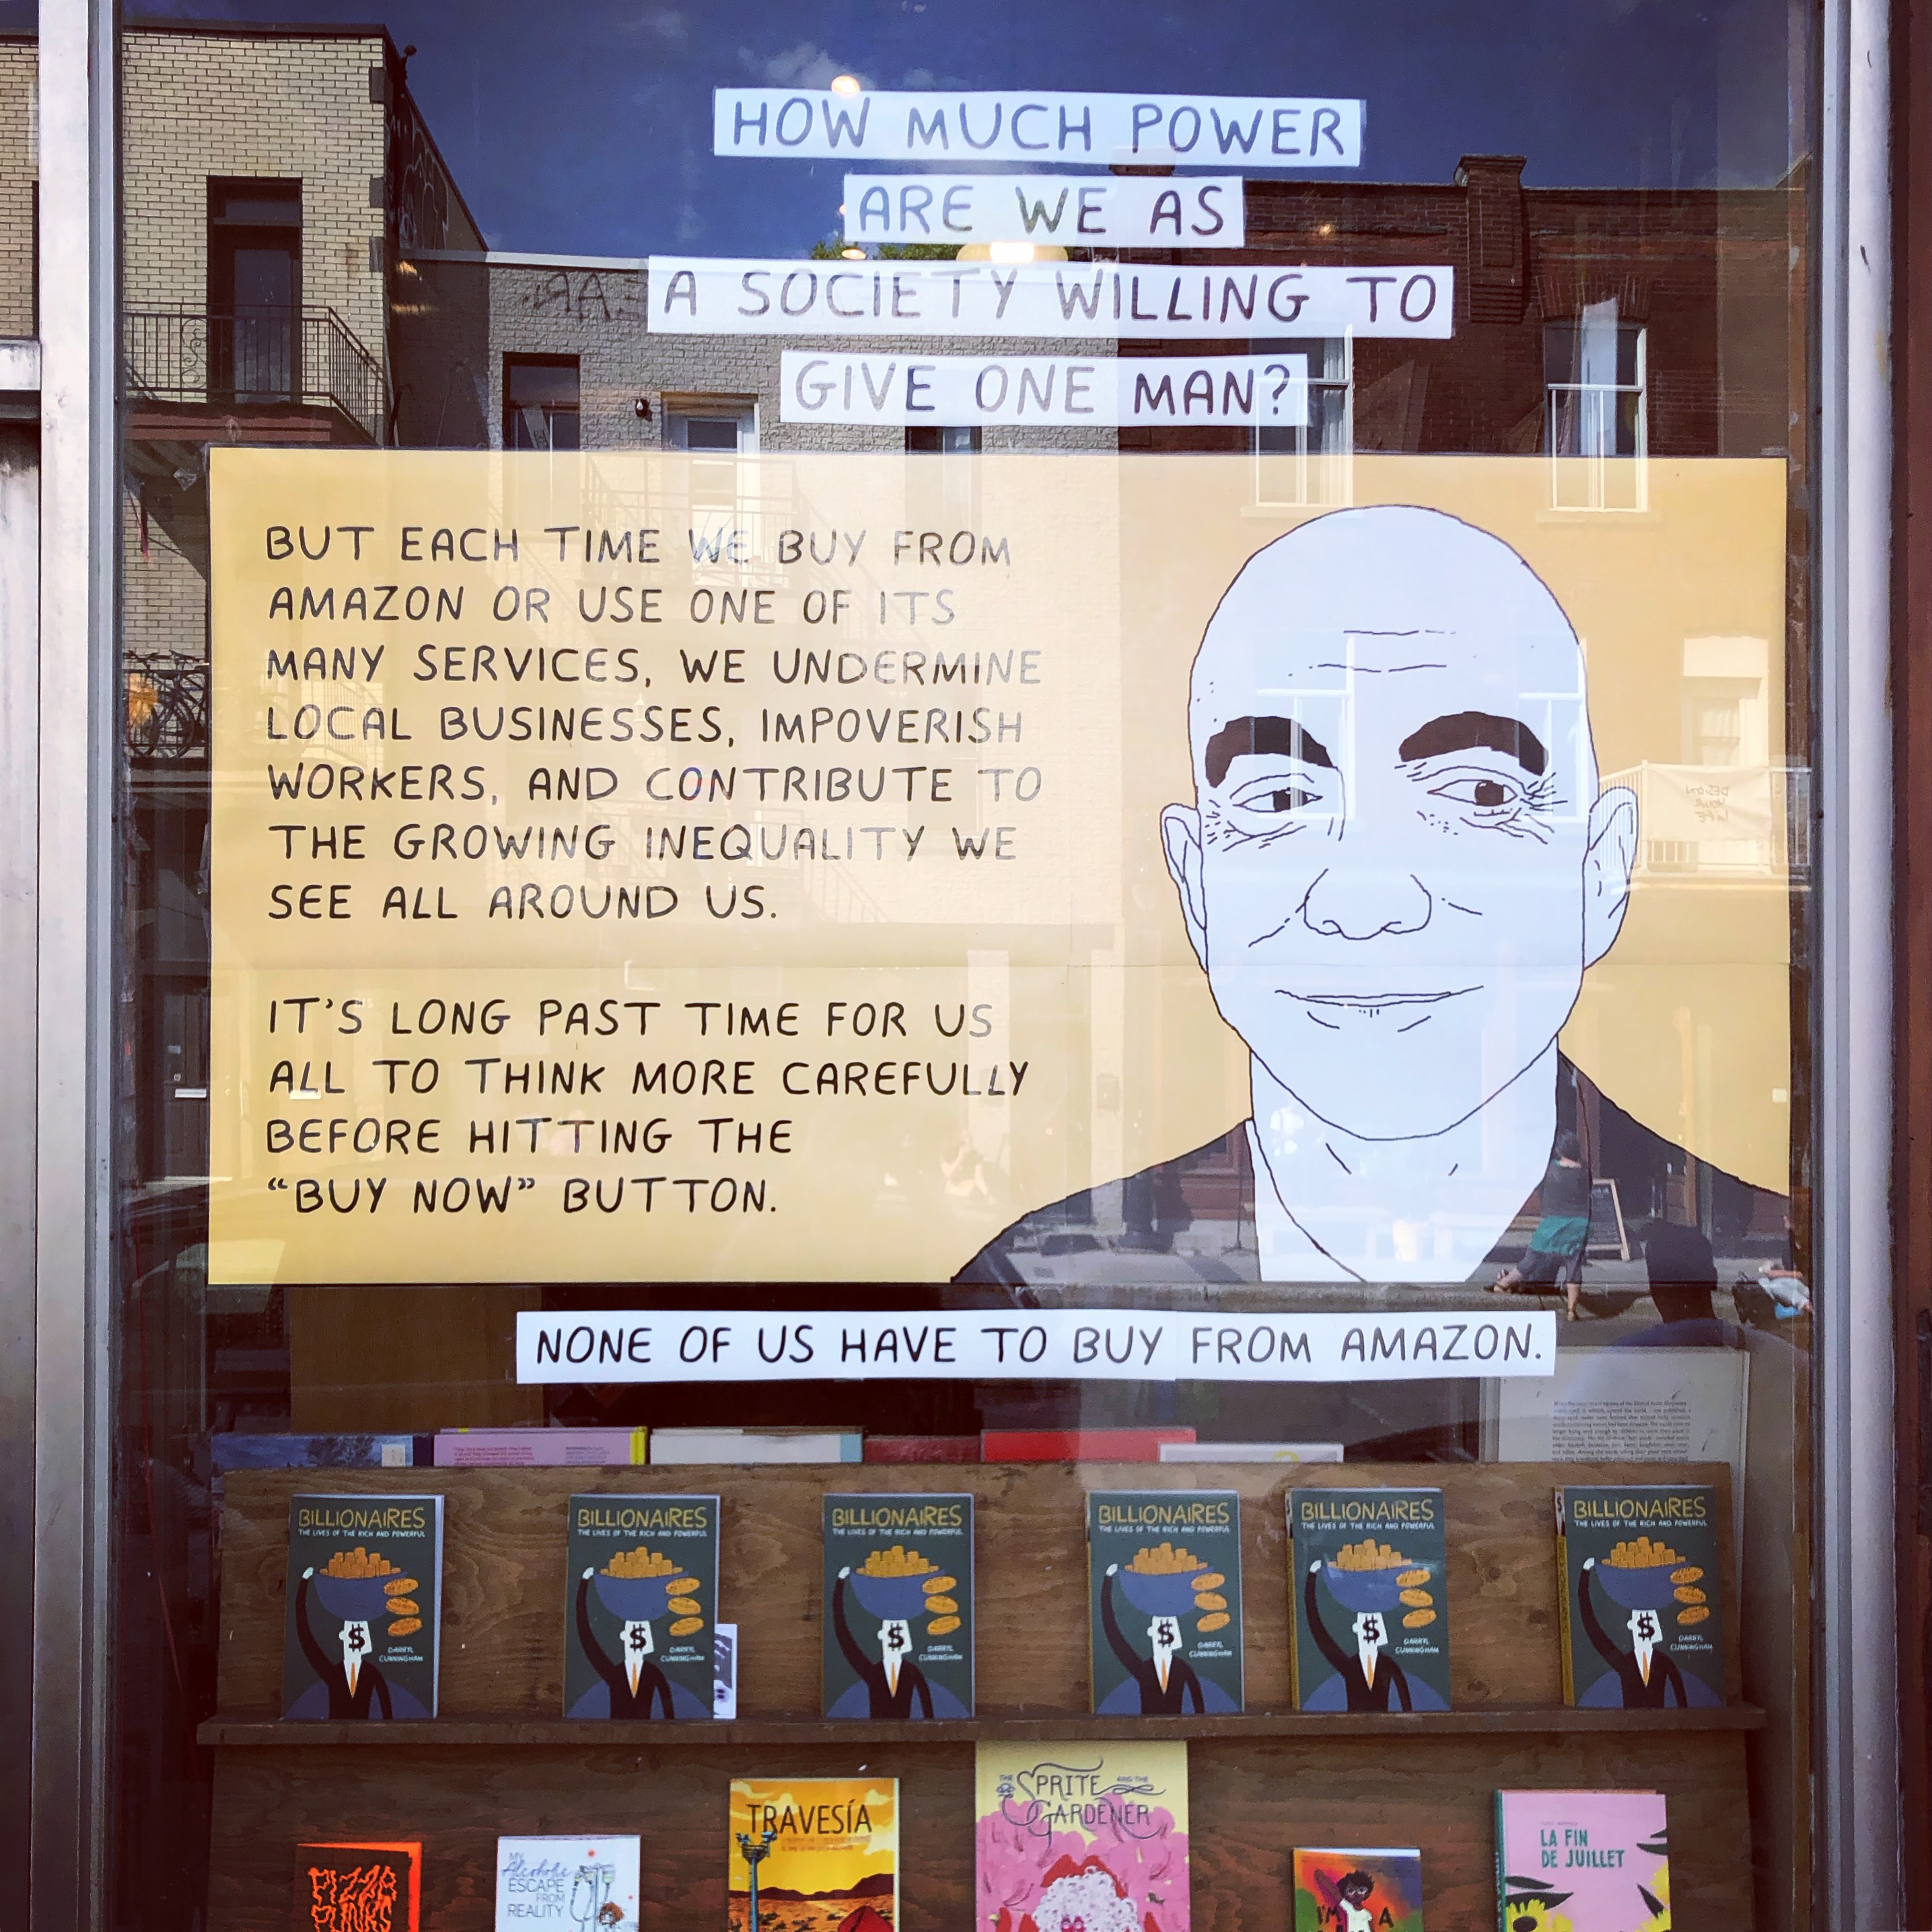 HOW MUCH POWER
ARE WE AS
A SOCIETY WILLING TO
GIVE ONE MAN?
BUT EACH TIME WE BUY FROM
AMAZON OR USE ONE OF ITS
MANY SERVICES, WE UNDERMINE
LOCAL BUSINESSES, IMPOVERISH
WORKERS, AND CONTRIBUTE TO
THE GROWING INEQUALITY WE
SEE ALL AROUND US.
IT'S LONG PAST TIME FOR US
ALL TO THINK MORE CAREFULLY
BEFORE HITTING THE
“BUY NOW” BUTTON.
DESIGN
YOUR
LIFE
NONE OF US HAVE TO BUY FROM AMAZON.
BILLIONAIRES
THE LIVES OF THE RICH AND POWERFUL
$
DARRYL
CUNNINGHAM
BILLIONAIRES
THE LIVES OF THE RICH AND POWERFUL
$
DARRYL
CUNNINGHAM
BILLIONAIRES
THE LIVES OF THE RICH AND POWERFUL
$
DARRYL
CUNNINGHAM
BILLIONAIRES
THE LIVES OF THE RICH AND POWERFUL
$
DARRYL
CUNNINGHAM
BILLIONAIRES
THE LIVES OF THE RICH AND POWERFUL
$
DARRYL
CUNNINGHAM
BILLIONAIRES
THE LIVES OF THE RICH AND POWERFUL
$
DARRYL
CUNNINGHAM
PIZZA
PUNKS
MY
Alcoholic
ESCAPE
FROM
REALITY
TRAVESÍA
THE SPRITE AND THE
GARDENER
I'M A
LA FIN
DE JUILLET